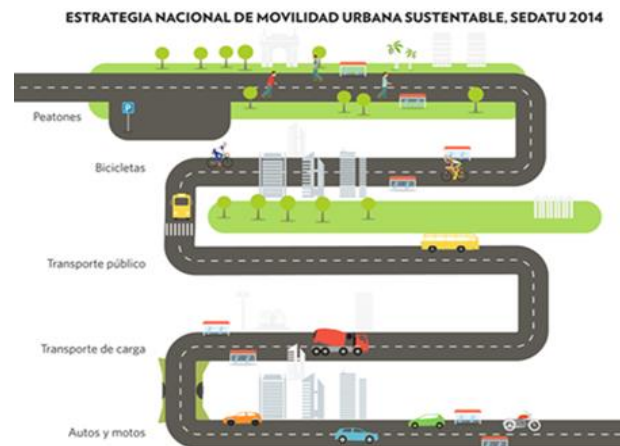 ESTRATEGIA NACIONAL DE MOVILIDAD URBANA SUSTENTABLE, SEDATU 2014
P
Peatones
Bicicletas
Transporte público
Transporte de carga
Autos y motos